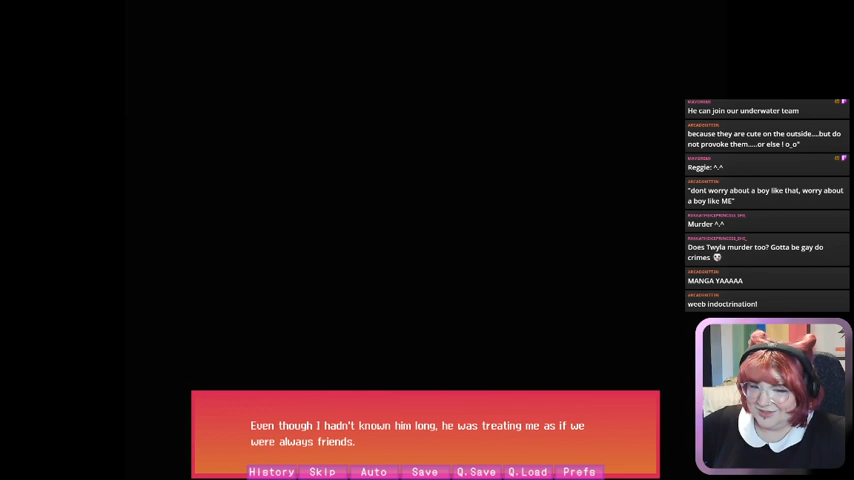 He can join our underwater team
because they are cute on the outside....but do
not provoke them.....or else ! o_o"
Reggie: ^.^
"dont worry about a boy like that, worry about
a boy like ME"
Murder ^.^
Does Twyla murder too? Gotta be gay do
crimes 💀
MANGA YAAAAA
weeb indoctrination!
Even though I hadn't known him long, he was treating me as if we
were always friends.
History Skip Auto Save Q.Save Q.Load Prefs